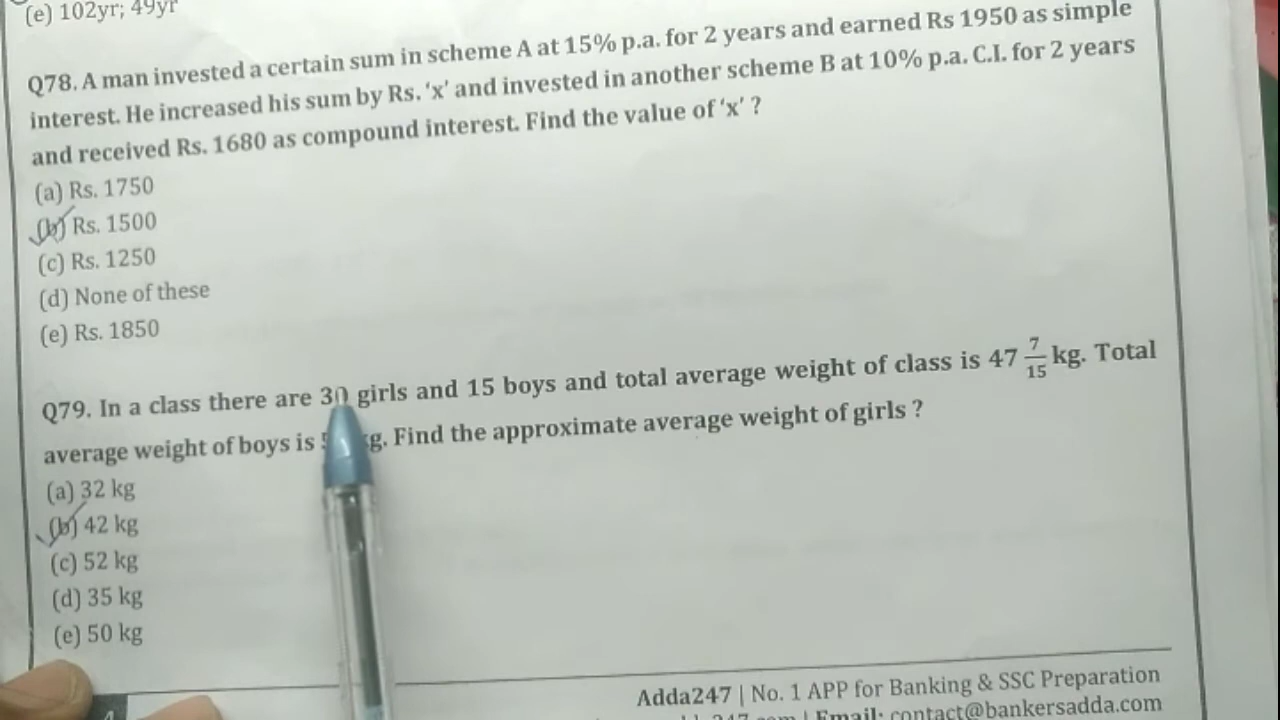 (e) 102yr; 49yr
Q78. A man invested a certain sum in scheme A at 15% p.a. for 2 years and earned Rs 1950 as simple
interest. He increased his sum by Rs. 'x' and invested in another scheme B at 10% p.a. C.I. for 2 years
and received Rs. 1680 as compound interest. Find the value of 'x' ?
(a) Rs. 1750
(b) Rs. 1500
(c) Rs. 1250
(d) None of these
(e) Rs. 1850
Q79. In a class there are 30 girls and 15 boys and total average weight of class is 47 7/15 kg. Total
average weight of boys is kg. Find the approximate average weight of girls ?
(a) 32 kg
(b) 42 kg
(c) 52 kg
(d) 35 kg
(e) 50 kg
Adda247 | No. 1 APP for Banking & SSC Preparation
Email: contact@bankersadda.com